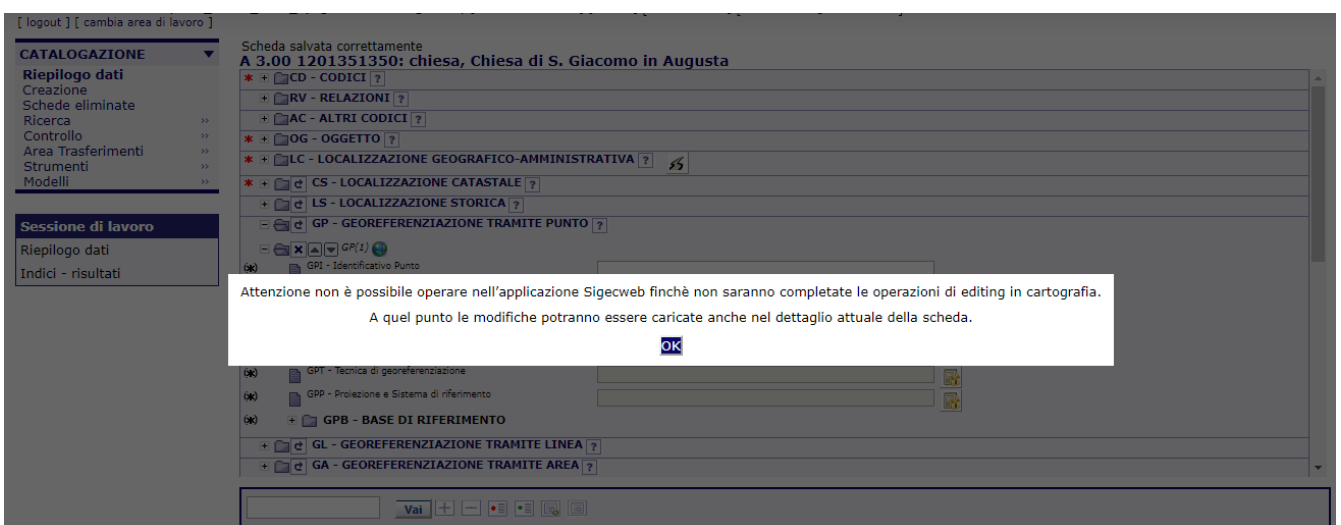 [ logout ] [ cambia area di lavoro ]
CATALOGAZIONE
Riepilogo dati
Creazione
Schede eliminate
Ricerca
Controllo
Area Trasferimenti
Strumenti
Modelli
Sessione di lavoro
Riepilogo dati
Indici - risultati
Scheda salvata correttamente
A 3.00 1201351350: chiesa, Chiesa di S. Giacomo in Augusta
* CD - CODICI ?
RV - RELAZIONI ?
AC - ALTRI CODICI ?
* OG - OGGETTO ?
* LC - LOCALIZZAZIONE GEOGRAFICO-AMMINISTRATIVA ?
* CS - LOCALIZZAZIONE CATASTALE ?
LS - LOCALIZZAZIONE STORICA ?
GP - GEOREFERENZIAZIONE TRAMITE PUNTO ?
GP(1)
(*) GPI - Identificativo Punto
Attenzione non è possibile operare nell'applicazione Sigecweb finchè non saranno completate le operazioni di editing in cartografia.
A quel punto le modifiche potranno essere caricate anche nel dettaglio attuale della scheda.
OK
(*) GPT - Tecnica di georeferenziazione
(*) GPP - Proiezione e Sistema di riferimento
(*) GPB - BASE DI RIFERIMENTO
GL - GEOREFERENZIAZIONE TRAMITE LINEA ?
GA - GEOREFERENZIAZIONE TRAMITE AREA ?
Vai